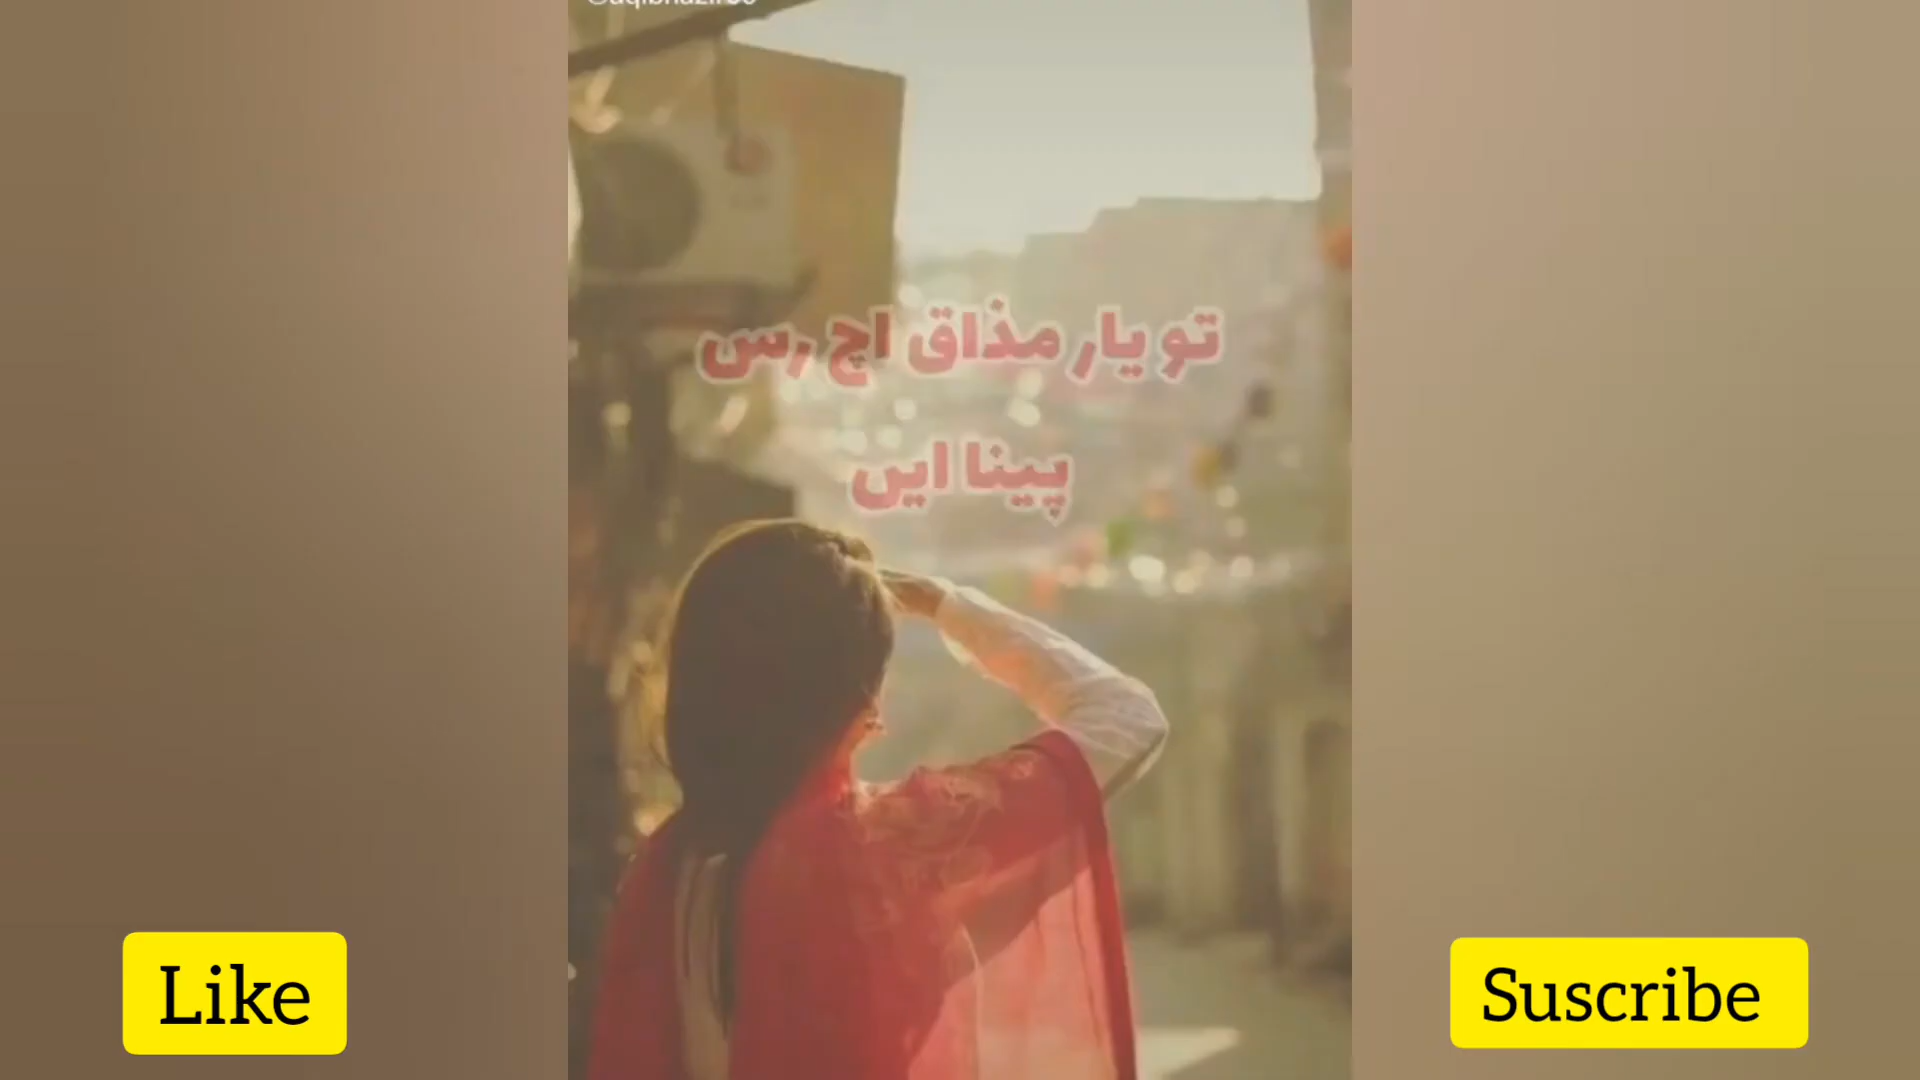 تو یار مذاق اچ رس
پینا ایں
Like
Suscribe